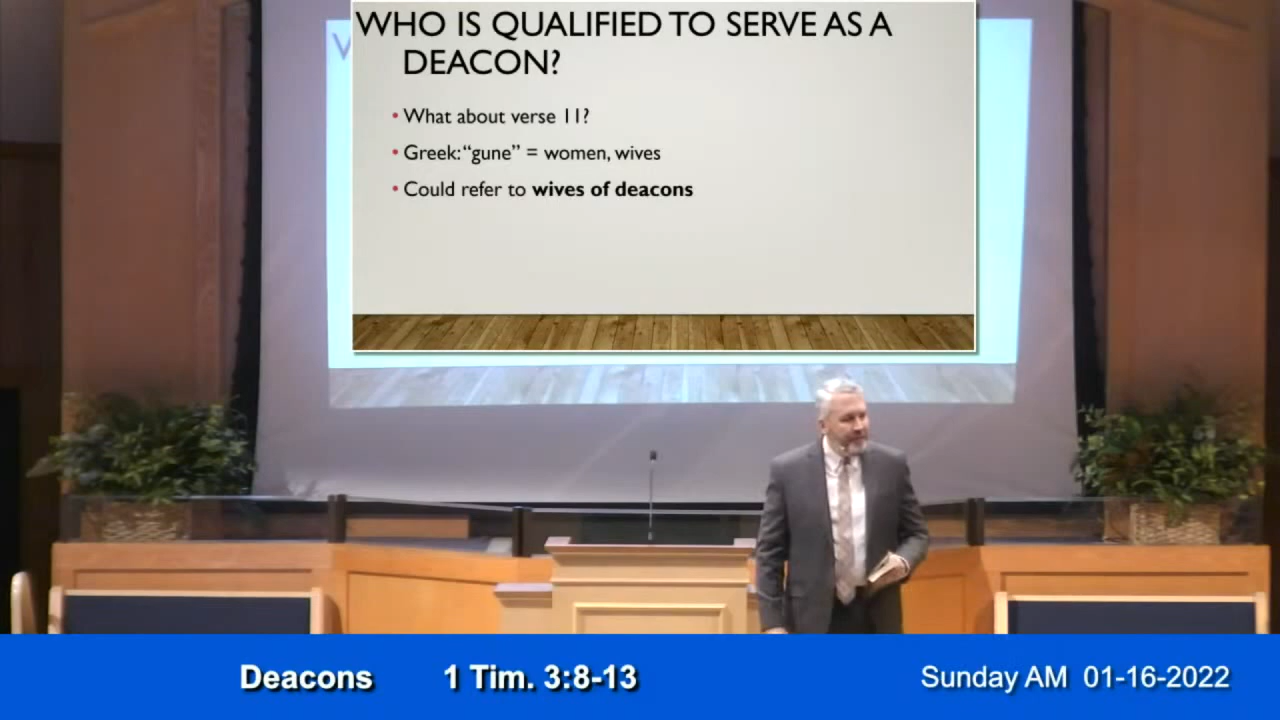 WHO IS QUALIFIED TO SERVE AS A
DEACON?
• What about verse 11?
• Greek: “gune” = women, wives
• Could refer to wives of deacons
Deacons 1 Tim. 3:8-13 Sunday AM 01-16-2022